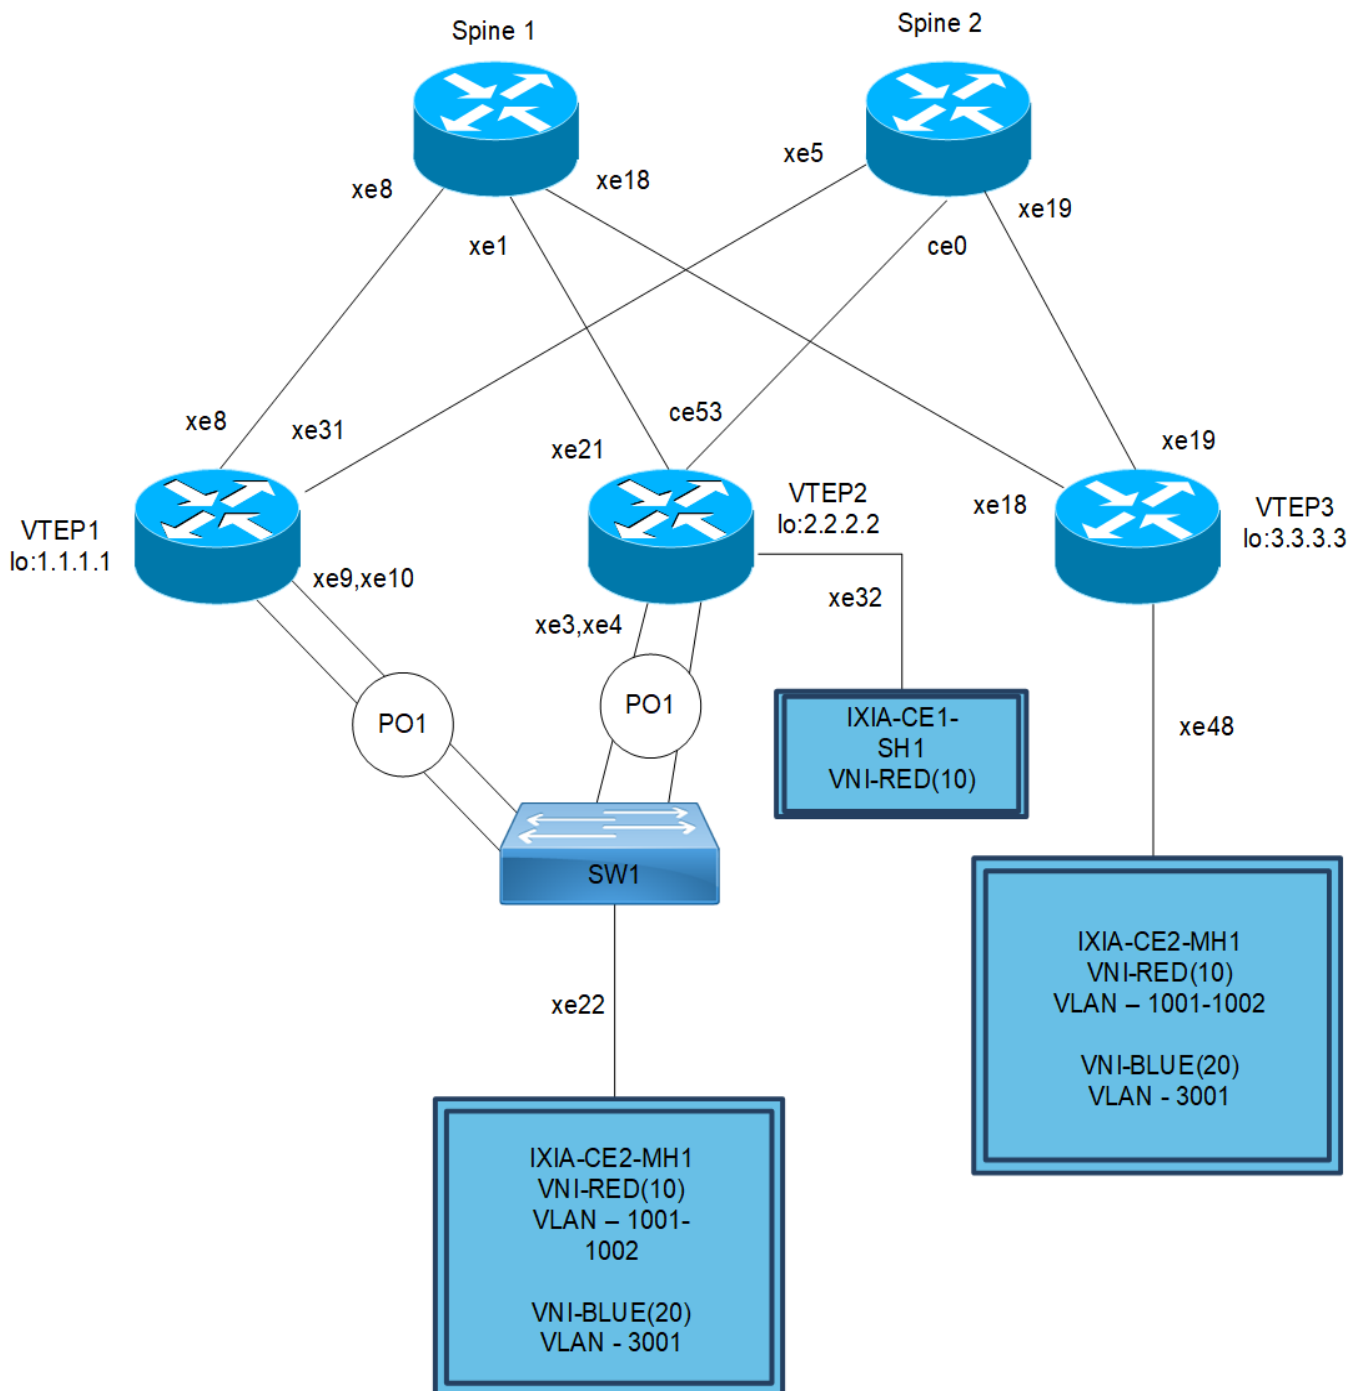 Spine 1
Spine 2
xe8
xe18
xe5
xe19
xe1
ce0
xe8
xe31
ce53
xe21
xe19
xe18
VTEP1
lo:1.1.1.1
VTEP2
lo:2.2.2.2
VTEP3
lo:3.3.3.3
xe9,xe10
xe3,xe4
xe32
PO1
PO1
IXIA-CE1-
SH1
VNI-RED(10)
xe48
SW1
xe22
IXIA-CE2-MH1
VNI-RED(10)
VLAN – 1001-1002
VNI-BLUE(20)
VLAN - 3001
IXIA-CE2-MH1
VNI-RED(10)
VLAN – 1001-
1002
VNI-BLUE(20)
VLAN - 3001